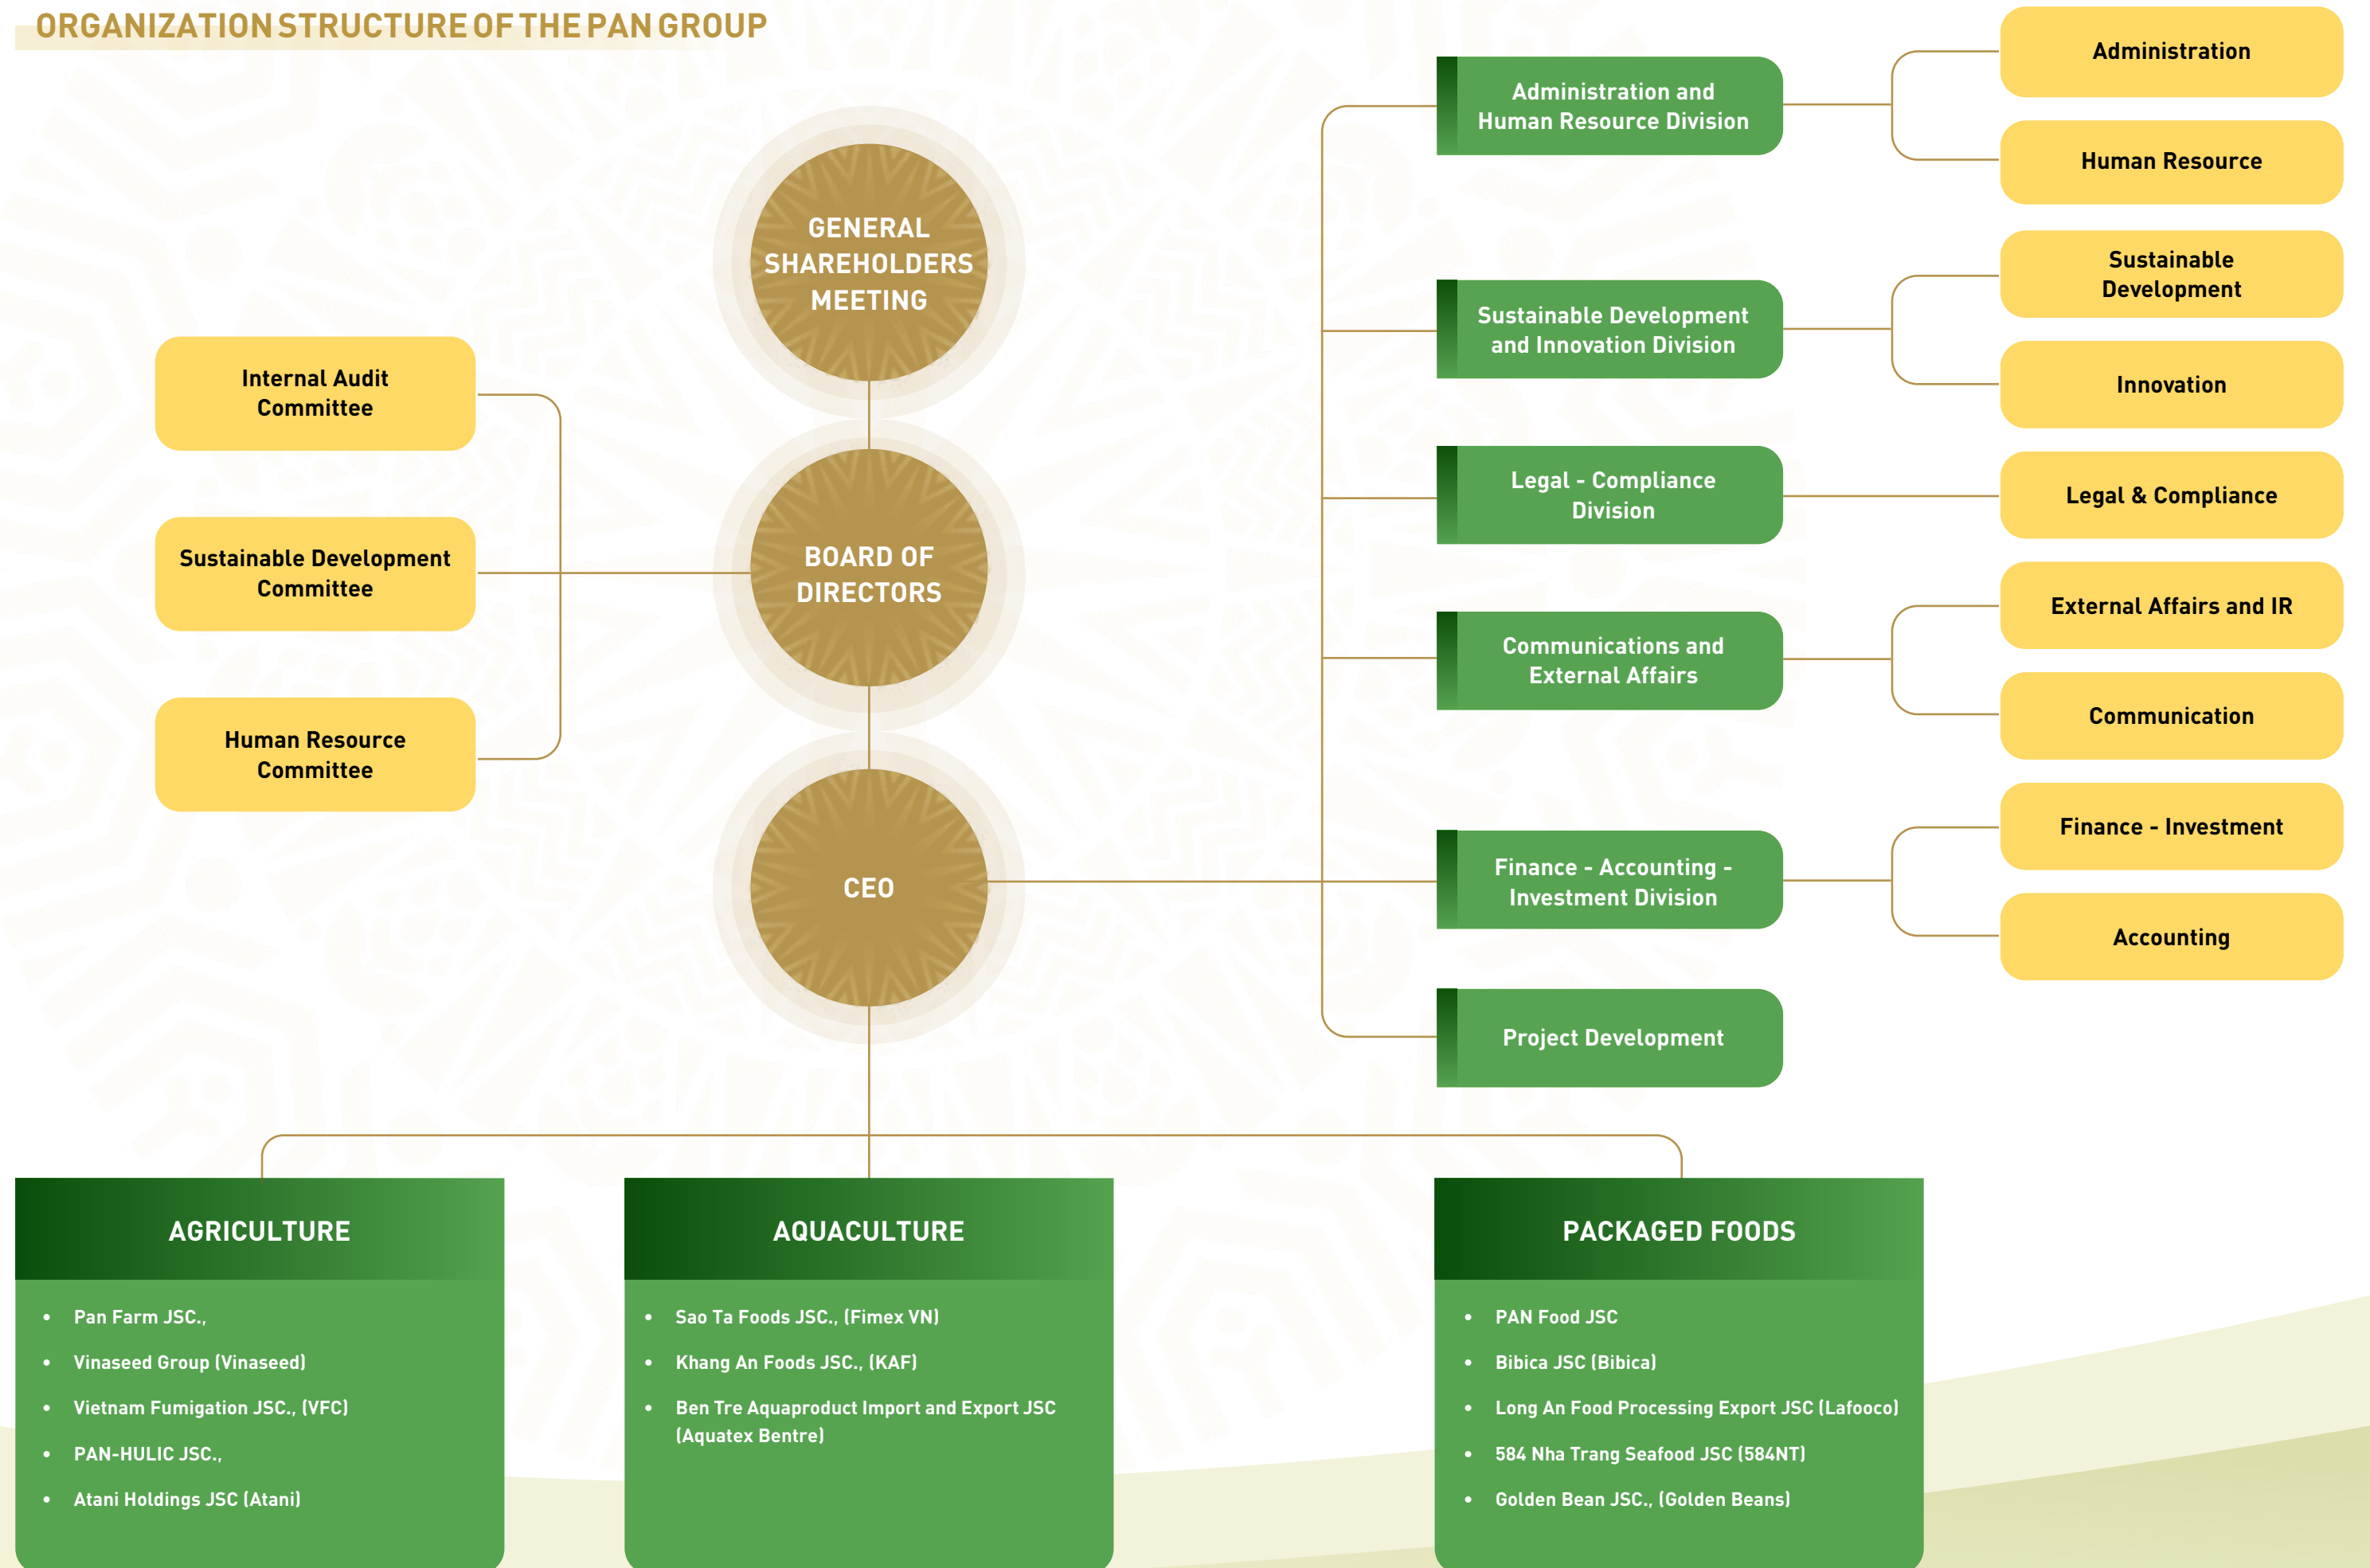 ORGANIZATION STRUCTURE OF THE PAN GROUP
GENERAL
SHAREHOLDERS
MEETING
BOARD OF
DIRECTORS
CEO
Internal Audit
Committee
Sustainable Development
Committee
Human Resource
Committee
Administration and
Human Resource Division
Administration
Human Resource
Sustainable Development
and Innovation Division
Sustainable
Development
Innovation
Legal - Compliance
Division
Legal & Compliance
Communications and
External Affairs
External Affairs and IR
Communication
Finance - Accounting -
Investment Division
Finance - Investment
Accounting
Project Development
AGRICULTURE
• Pan Farm JSC.,
• Vinaseed Group (Vinaseed)
• Vietnam Fumigation JSC., (VFC)
• PAN-HULIC JSC.,
• Atani Holdings JSC (Atani)
AQUACULTURE
• Sao Ta Foods JSC., (Fimex VN)
• Khang An Foods JSC., (KAF)
• Ben Tre Aquaproduct Import and Export JSC
(Aquatex Bentre)
PACKAGED FOODS
• PAN Food JSC
• Bibica JSC (Bibica)
• Long An Food Processing Export JSC (Lafooco)
• 584 Nha Trang Seafood JSC (584NT)
• Golden Bean JSC., (Golden Beans)